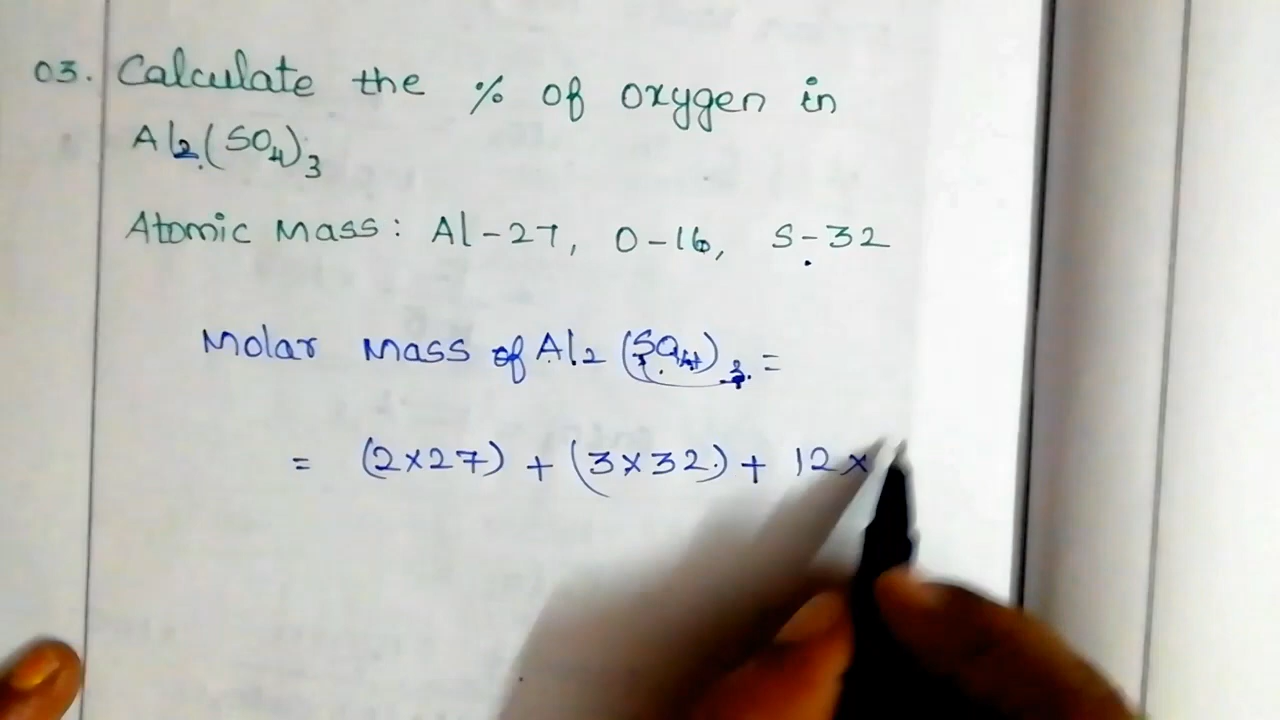 03. Calculate the % of oxygen in
Al2(SO4)3
Atomic Mass: Al-27, O-16, S-32
Molar Mass of Al2(SO4)3 =
= (2×27) + (3×32) + 12×